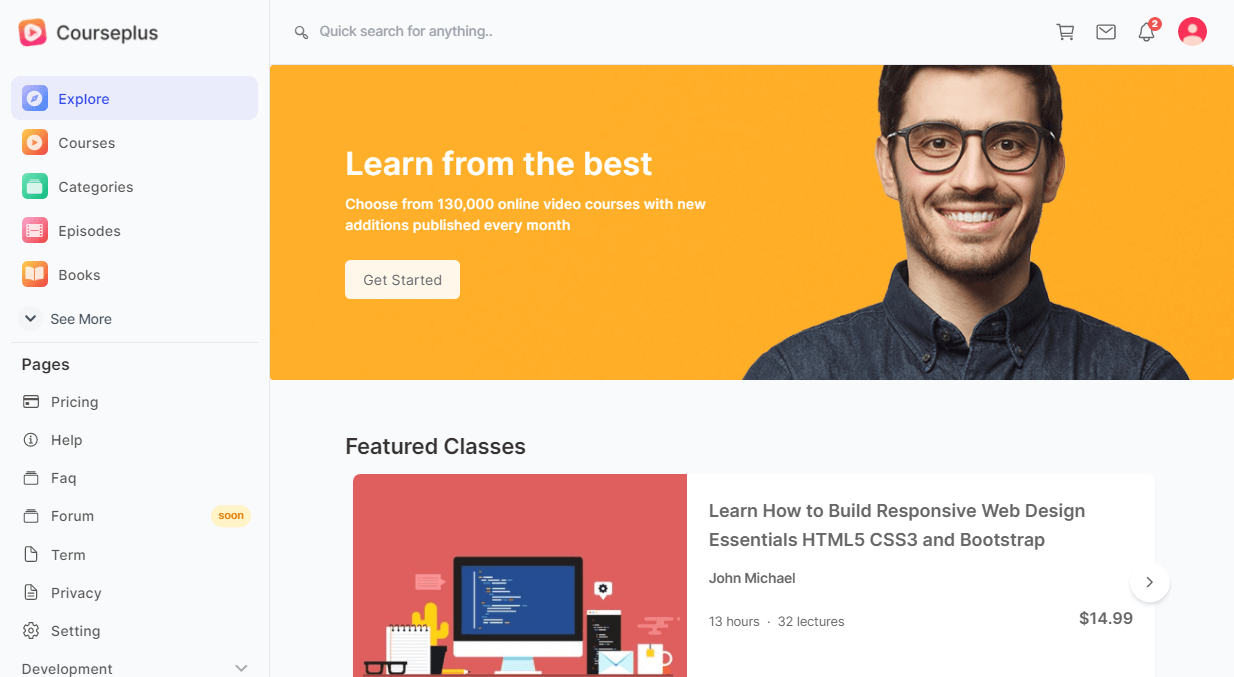 Courseplus
Quick search for anything..
2
Explore
Courses
Categories
Episodes
Books
See More
Pages
Pricing
Help
Faq
Forum
soon
Term
Privacy
Setting
Development
Learn from the best
Choose from 130,000 online video courses with new
additions published every month
Get Started
Featured Classes
Learn How to Build Responsive Web Design
Essentials HTML5 CSS3 and Bootstrap
John Michael
13 hours · 32 lectures
$14.99